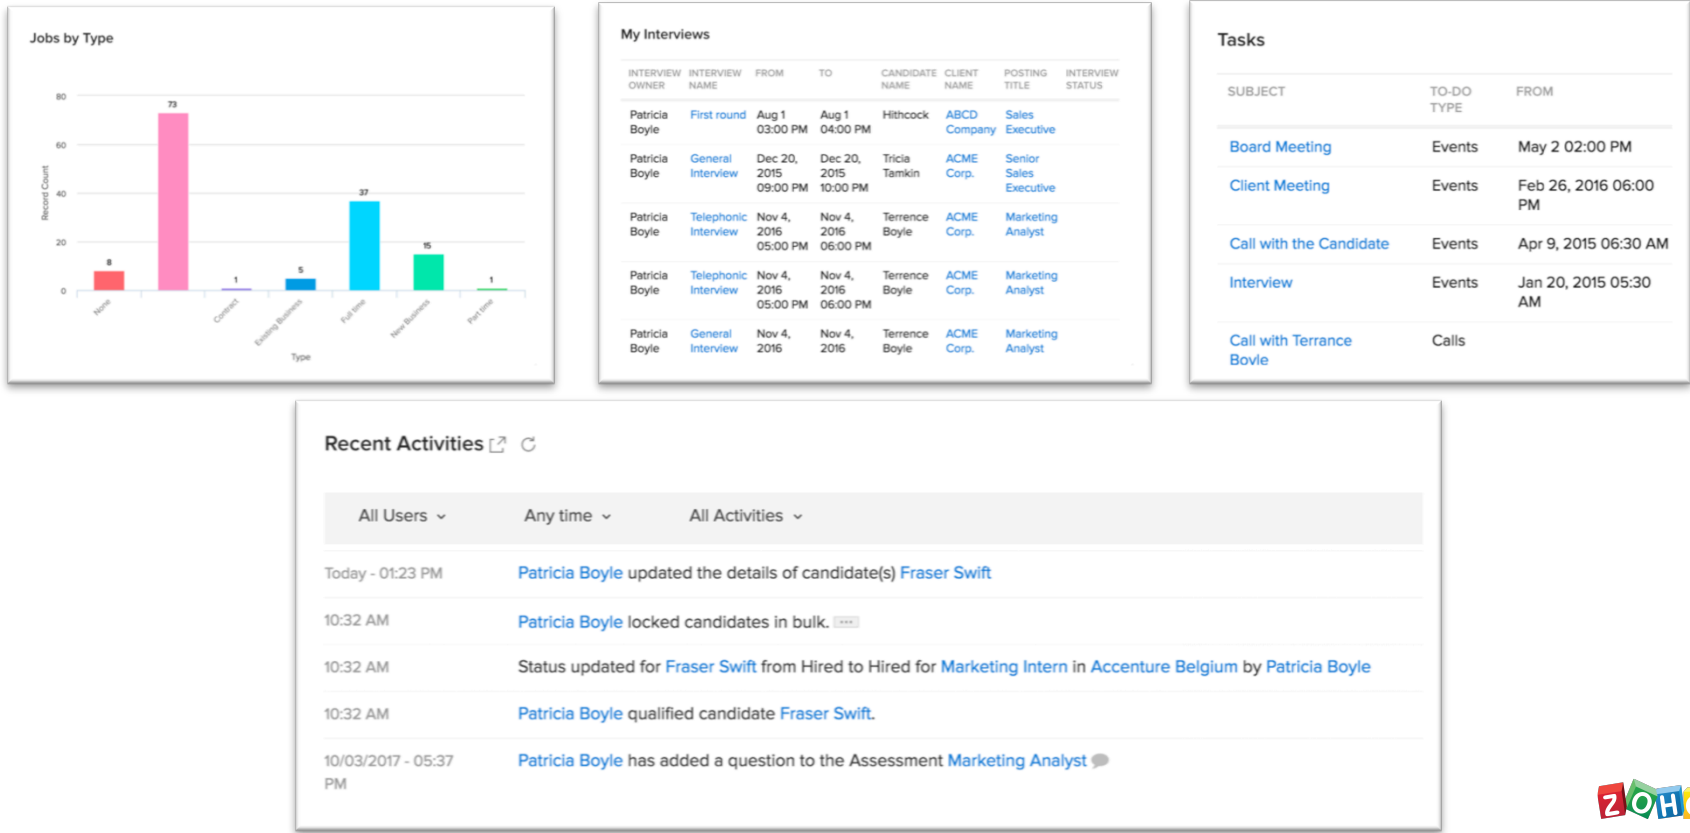 Jobs by Type
80
60
40
20
0
Record Count
8
73
1
5
37
15
1
None
Contract
Existing Business
Full time
New Business
Part time
Type
My Interviews
INTERVIEW OWNER INTERVIEW NAME FROM TO CANDIDATE NAME CLIENT NAME POSTING TITLE INTERVIEW STATUS
Patricia Boyle First round Aug 1 03:00 PM Aug 1 04:00 PM Hithcock ABCD Company Sales Executive
Patricia Boyle General Interview Dec 20, 2015 09:00 PM Dec 20, 2015 10:00 PM Tricia Tamkin ACME Corp. Senior Sales Executive
Patricia Boyle Telephonic Interview Nov 4, 2016 05:00 PM Nov 4, 2016 06:00 PM Terrence Boyle ACME Corp. Marketing Analyst
Patricia Boyle Telephonic Interview Nov 4, 2016 05:00 PM Nov 4, 2016 06:00 PM Terrence Boyle ACME Corp. Marketing Analyst
Patricia Boyle General Interview Nov 4, 2016 Nov 4, 2016 Terrence Boyle ACME Corp. Marketing Analyst
Tasks
SUBJECT TO-DO TYPE FROM
Board Meeting Events May 2 02:00 PM
Client Meeting Events Feb 26, 2016 06:00 PM
Call with the Candidate Events Apr 9, 2015 06:30 AM
Interview Events Jan 20, 2015 05:30 AM
Call with Terrance Boyle Calls
Recent Activities
All Users Any time All Activities
Today - 01:23 PM Patricia Boyle updated the details of candidate(s) Fraser Swift
10:32 AM Patricia Boyle locked candidates in bulk. ...
10:32 AM Status updated for Fraser Swift from Hired to Hired for Marketing Intern in Accenture Belgium by Patricia Boyle
10:32 AM Patricia Boyle qualified candidate Fraser Swift.
10/03/2017 - 05:37 PM Patricia Boyle has added a question to the Assessment Marketing Analyst
ZOHO